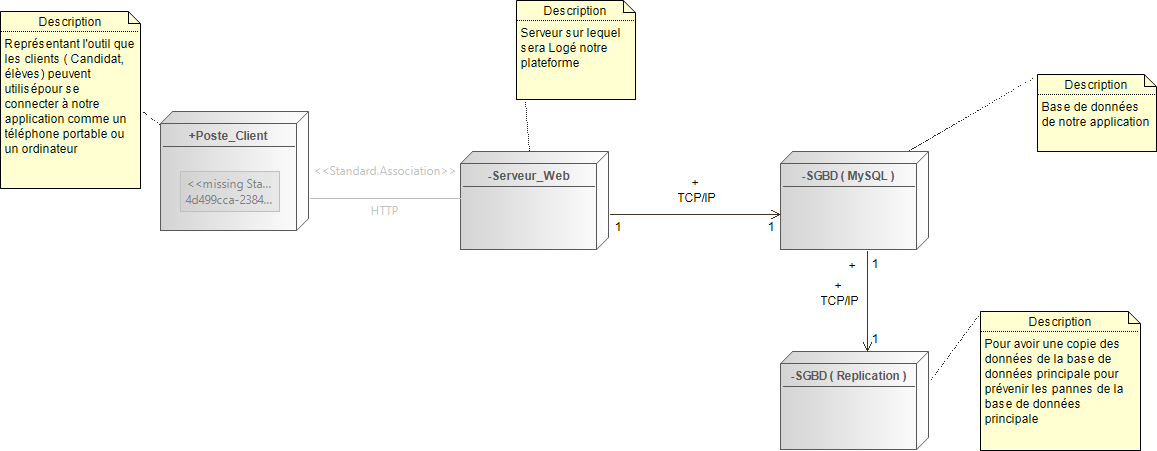 Description
Représentant l'outil que
les clients ( Candidat,
élèves) peuvent
utilisépour se
connecter à notre
application comme un
téléphone portable ou
un ordinateur
Description
Serveur sur lequel
sera Logé notre
plateforme
Description
Base de données
de notre application
+Poste_Client
<<missing Sta...
4d499cca-2384...
<<Standard.Association>>
HTTP
-Serveur_Web
+
TCP/IP
1
1
-SGBD ( MySQL )
+
1
+
TCP/IP
1
-SGBD ( Replication )
Description
Pour avoir une copie des
données de la base de
données principale pour
prévenir les pannes de la
base de données
principale